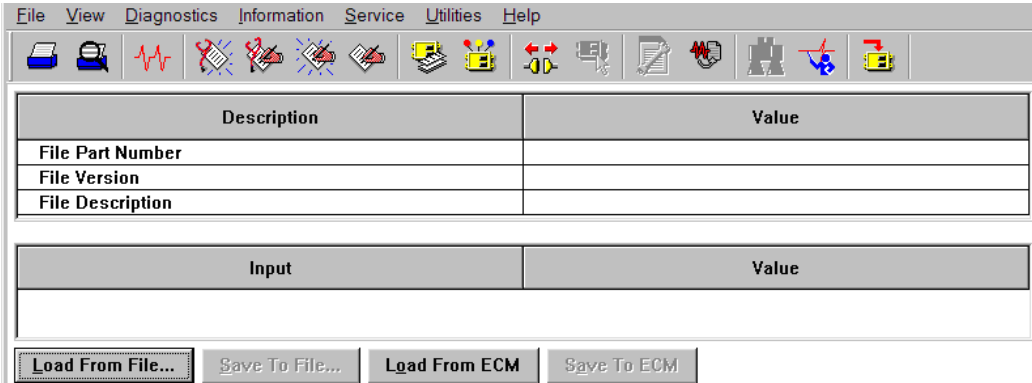 File View Diagnostics Information Service Utilities Help
Description Value
File Part Number
File Version
File Description
Input Value
Load From File... Save To File... Load From ECM Save To ECM